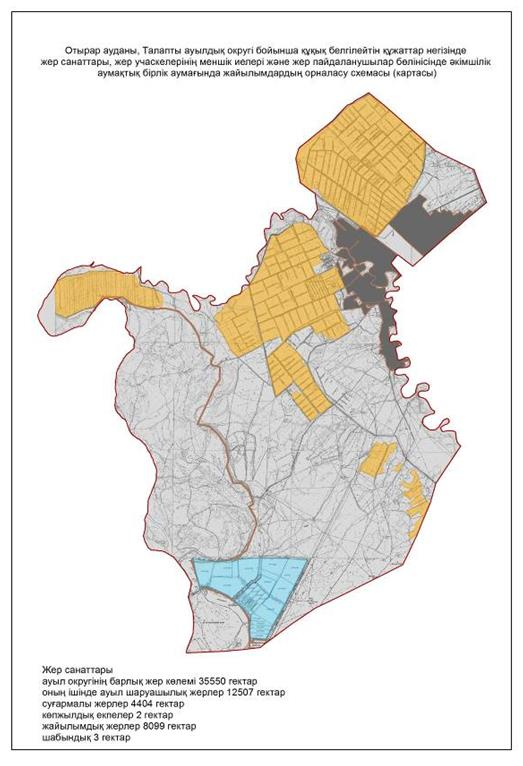 Отырар ауданы, Талапты ауылдық округі бойынша құқық белгілейтін құжаттар негізінде
жер санаттары, жер учаскелерінің меншік иелері және жер пайдаланушылар бөлінісінде әкімшілік
аумақтық бірлік аумағында жайылымдардың орналасу схемасы (картасы)
Жер санаттары
ауыл округінің барлық жер көлемі 35550 гектар
оның ішінде ауыл шаруашылық жерлер 12507 гектар
суғармалы жерлер 4404 гектар
көпжылдық екпелер 2 гектар
жайылымдық жерлер 8099 гектар
шабындық 3 гектар